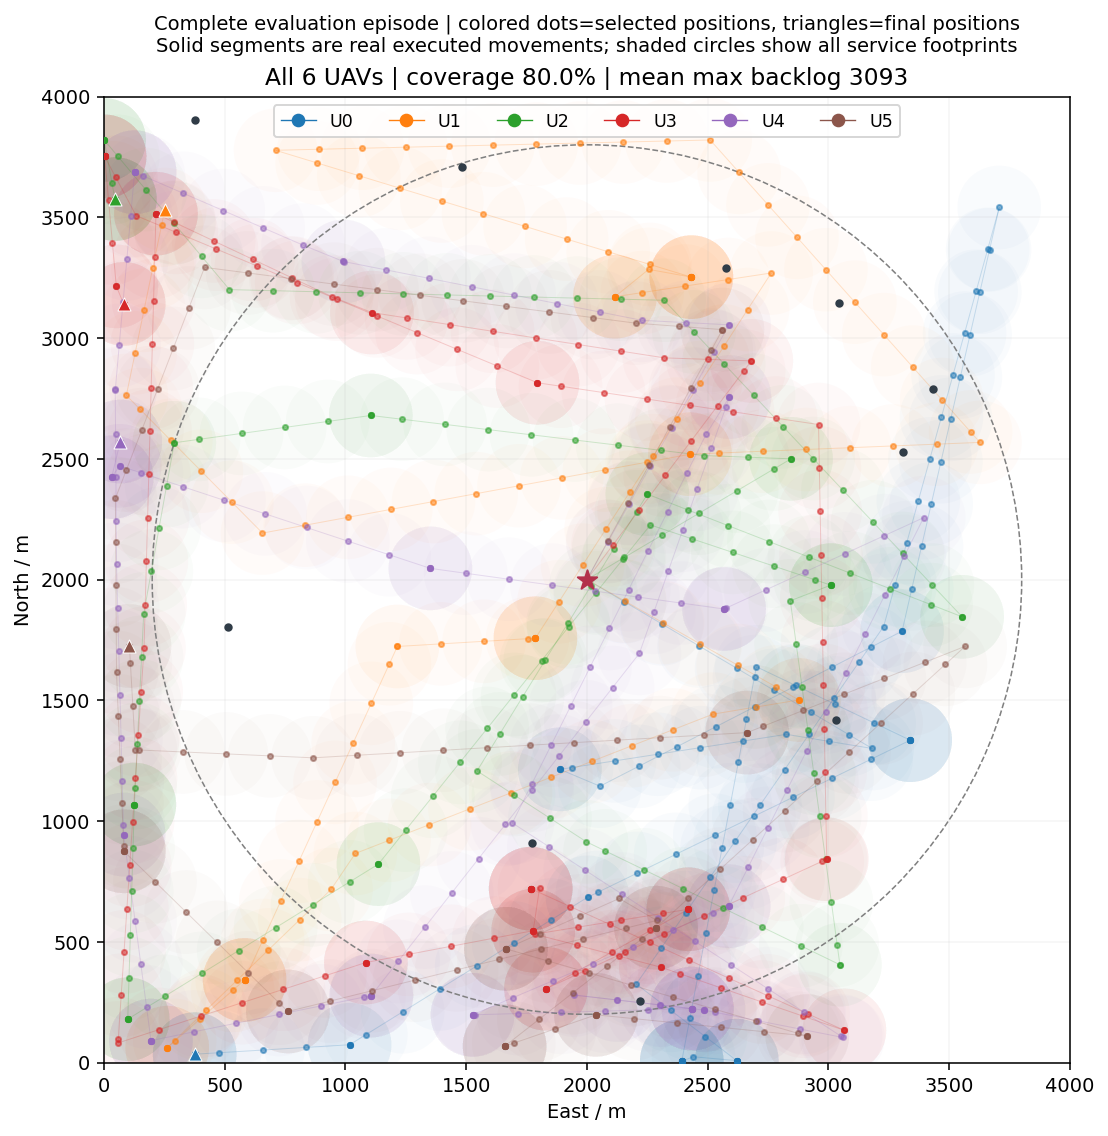 Complete evaluation episode | colored dots=selected positions, triangles=final positions
Solid segments are real executed movements; shaded circles show all service footprints
All 6 UAVs | coverage 80.0% | mean max backlog 3093
U0 U1 U2 U3 U4 U5
4000
3500
3000
2500
2000
1500
1000
500
0
North / m
0 500 1000 1500 2000 2500 3000 3500 4000
East / m